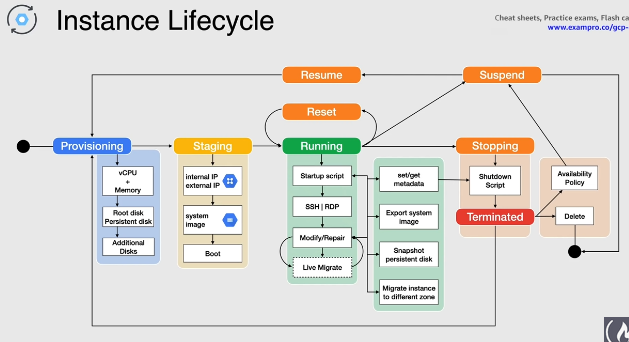 Instance Lifecycle
Cheat sheets, Practice exams, Flash ca
www.exampro.co/gcp-
Resume
Suspend
Reset
Provisioning
Staging
Running
Stopping
vCPU
+
Memory
Root disk
Persistent disk
Additional
Disks
internal IP
external IP
system
image
Boot
Startup script
SSH | RDP
Modify/Repair
Live Migrate
set/get
metadata
Export system
image
Snapshot
persistent disk
Migrate instance
to different zone
Shutdown
Script
Terminated
Availability
Policy
Delete